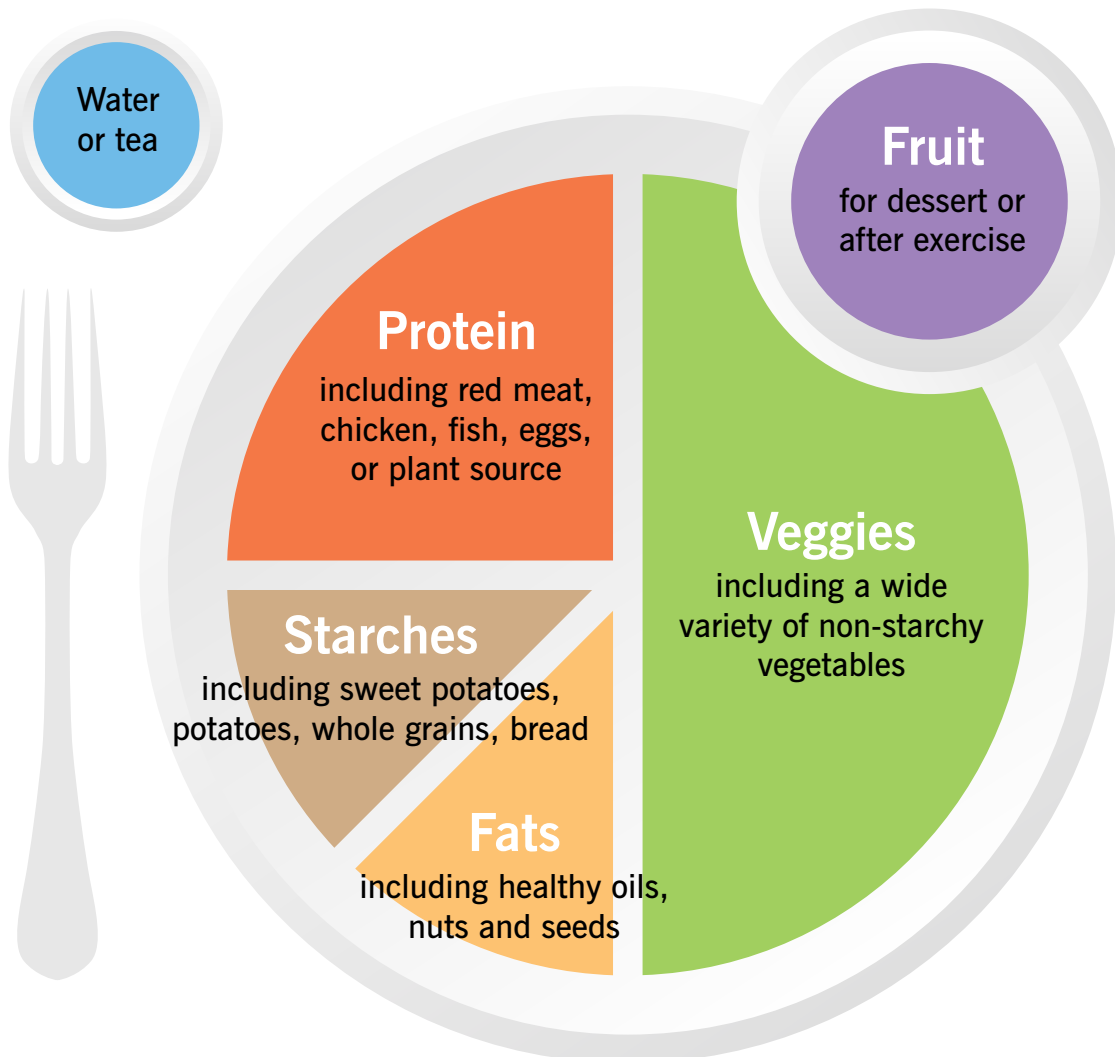 Water
or tea
Fruit
for dessert or
after exercise
Protein
including red meat,
chicken, fish, eggs,
or plant source
Veggies
including a wide
variety of non-starchy
vegetables
Starches
including sweet potatoes,
potatoes, whole grains, bread
Fats
including healthy oils,
nuts and seeds